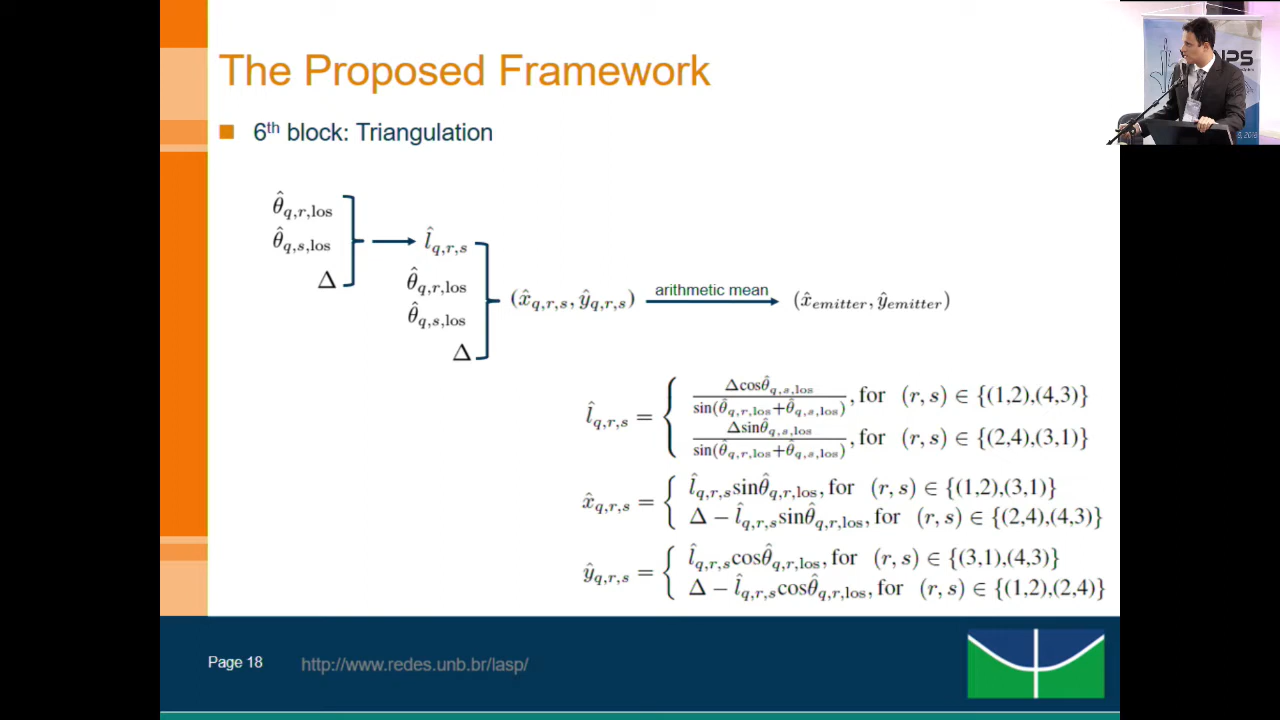 The Proposed Framework
6th block: Triangulation
θ̂q,r,los
θ̂q,s,los
Δ
l̂q,r,s
θ̂q,r,los
θ̂q,s,los
Δ
(x̂q,r,s, ŷq,r,s)
arithmetic mean
(x̂emitter, ŷemitter)
l̂q,r,s = { Δcosθ̂q,s,los / sin(θ̂q,r,los+θ̂q,s,los), for (r, s) ∈ {(1,2),(4,3)}
Δsinθ̂q,s,los / sin(θ̂q,r,los+θ̂q,s,los), for (r, s) ∈ {(2,4),(3,1)}
x̂q,r,s = { l̂q,r,s sinθ̂q,r,los, for (r, s) ∈ {(1,2),(3,1)}
Δ − l̂q,r,s sinθ̂q,r,los, for (r, s) ∈ {(2,4),(4,3)}
ŷq,r,s = { l̂q,r,s cosθ̂q,r,los, for (r, s) ∈ {(3,1),(4,3)}
Δ − l̂q,r,s cosθ̂q,r,los, for (r, s) ∈ {(1,2),(2,4)}
Page 18
http://www.redes.unb.br/lasp/